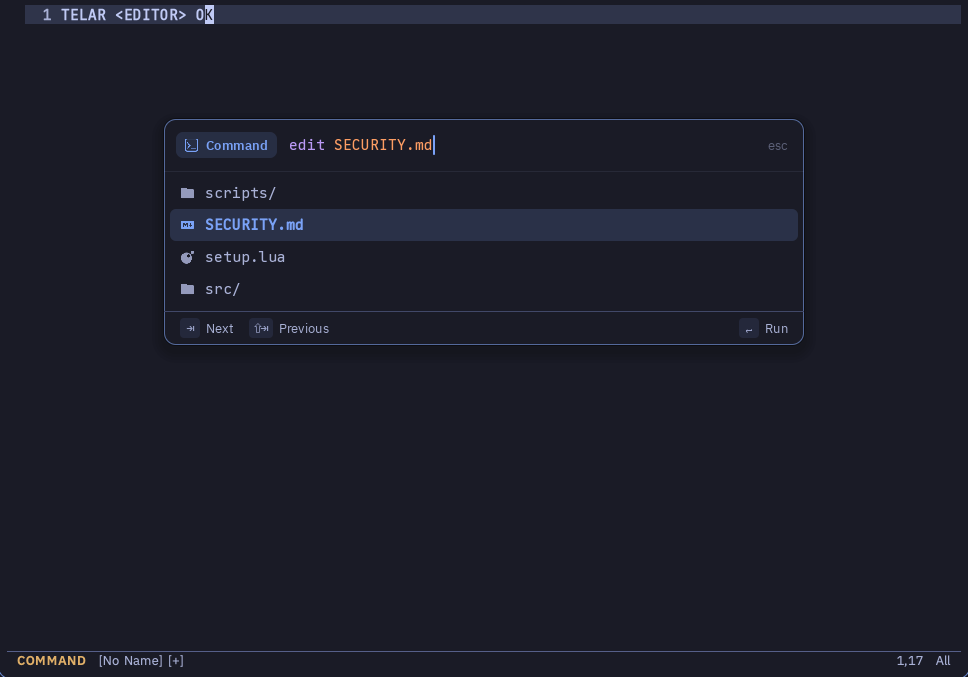 1 TELAR <EDITOR> OK
Command edit SECURITY.md esc
scripts/
SECURITY.md
setup.lua
src/
Next Previous Run
COMMAND [No Name] [+] 1,17 All